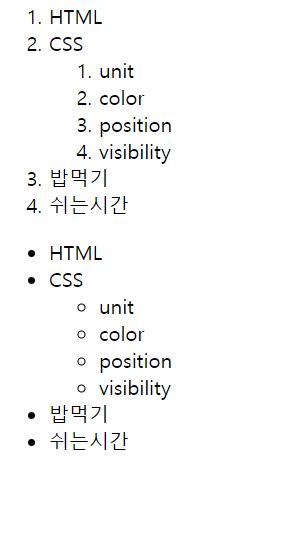 1. HTML
2. CSS
1. unit
2. color
3. position
4. visibility
3. 밥먹기
4. 쉬는시간
• HTML
• CSS
◦ unit
◦ color
◦ position
◦ visibility
• 밥먹기
• 쉬는시간